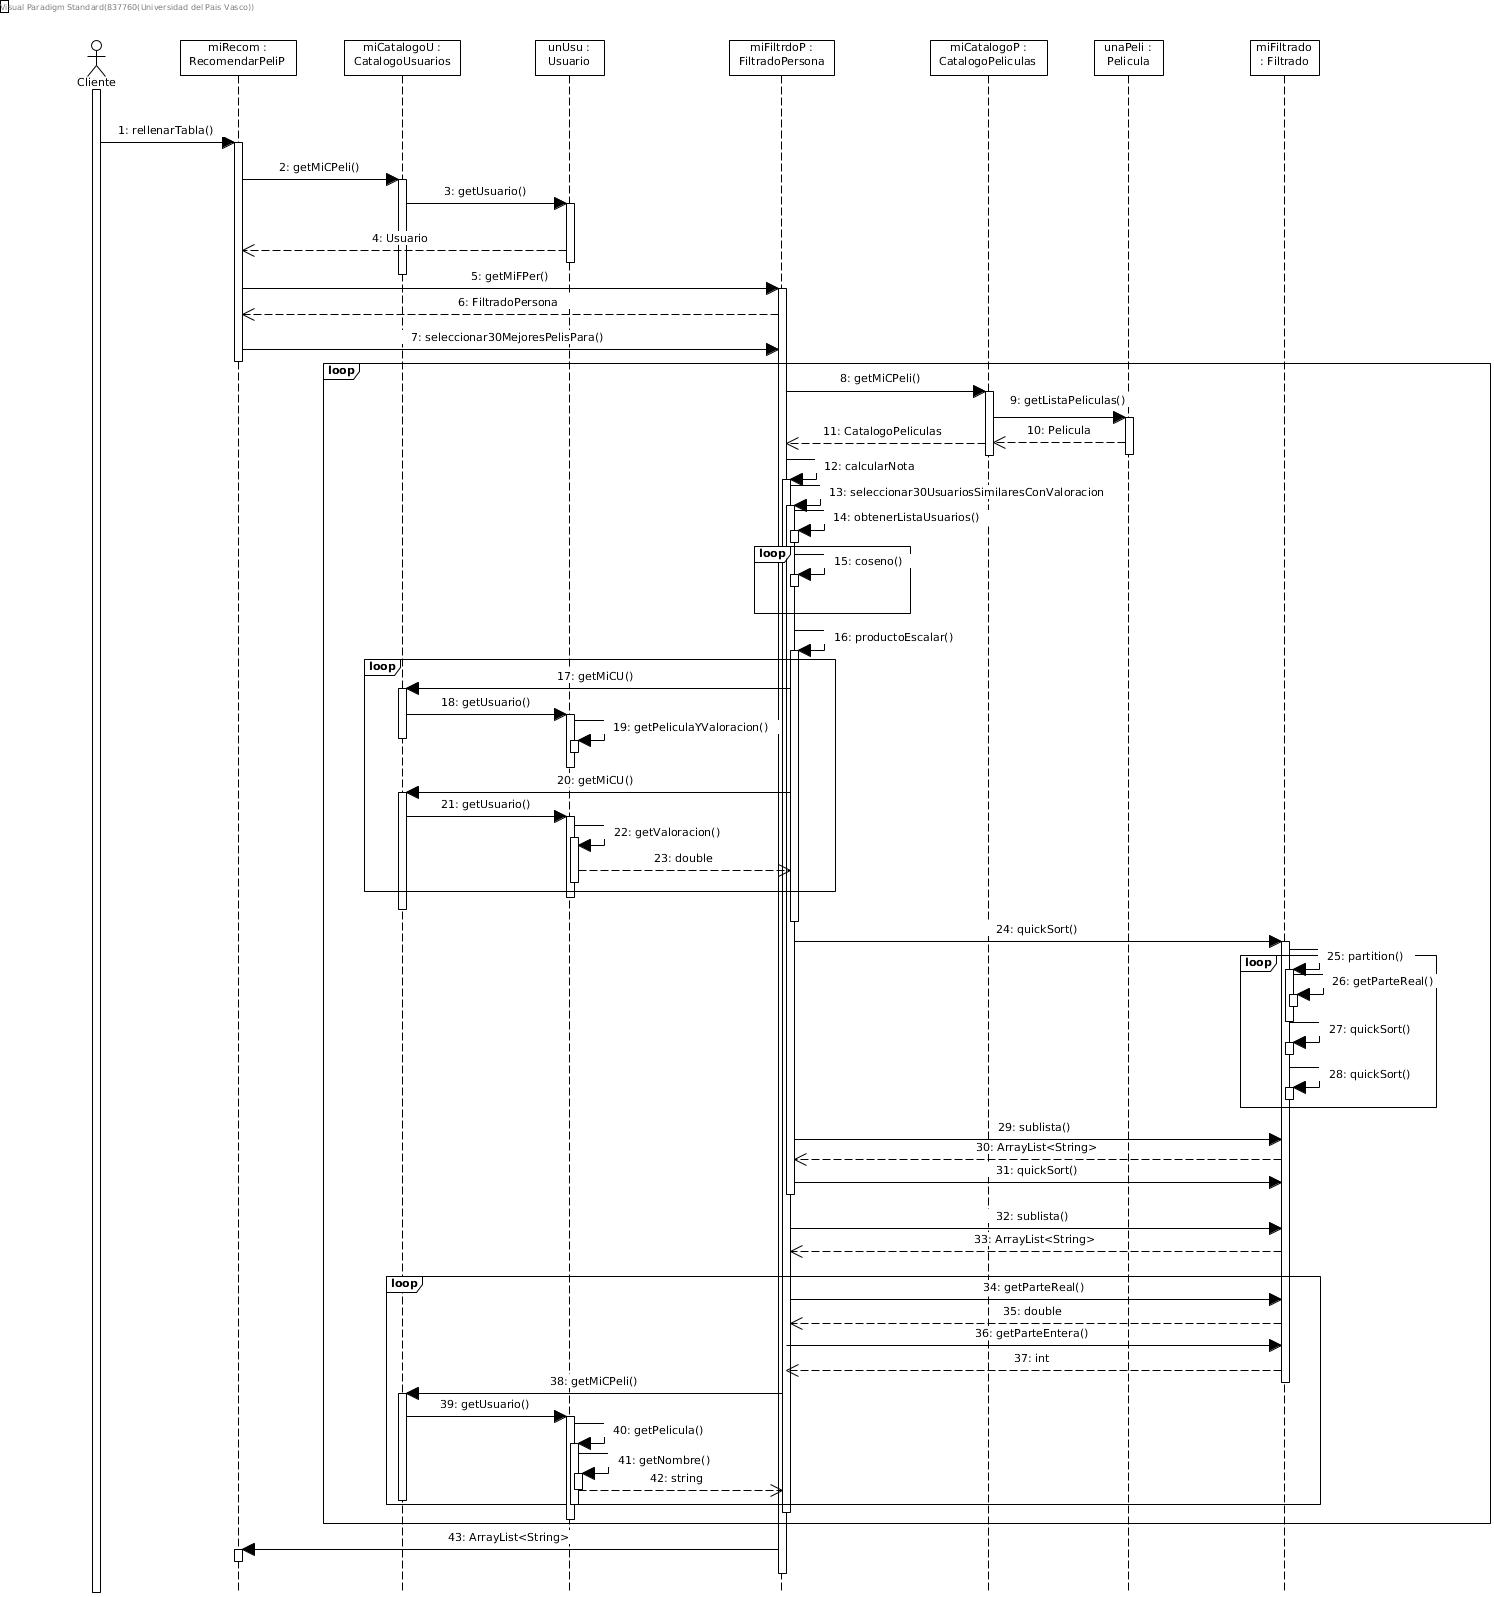 Visual Paradigm Standard(837760(Universidad del Pais Vasco))
Cliente
miRecom :
RecomendarPeliP
miCatalogoU :
CatalogoUsuarios
unUsu :
Usuario
miFiltrdoP :
FiltradoPersona
miCatalogoP :
CatalogoPeliculas
unaPeli :
Pelicula
miFiltrado
: Filtrado
1: rellenarTabla()
2: getMiCPeli()
3: getUsuario()
4: Usuario
5: getMiFPer()
6: FiltradoPersona
7: seleccionar30MejoresPelisPara()
loop
8: getMiCPeli()
9: getListaPeliculas()
10: Pelicula
11: CatalogoPeliculas
12: calcularNota
13: seleccionar30UsuariosSimilaresConValoracion
14: obtenerListaUsuarios()
loop
15: coseno()
16: productoEscalar()
loop
17: getMiCU()
18: getUsuario()
19: getPeliculaYValoracion()
20: getMiCU()
21: getUsuario()
22: getValoracion()
23: double
24: quickSort()
loop
25: partition()
26: getParteReal()
27: quickSort()
28: quickSort()
29: sublista()
30: ArrayList<String>
31: quickSort()
32: sublista()
33: ArrayList<String>
loop
34: getParteReal()
35: double
36: getParteEntera()
37: int
38: getMiCPeli()
39: getUsuario()
40: getPelicula()
41: getNombre()
42: string
43: ArrayList<String>